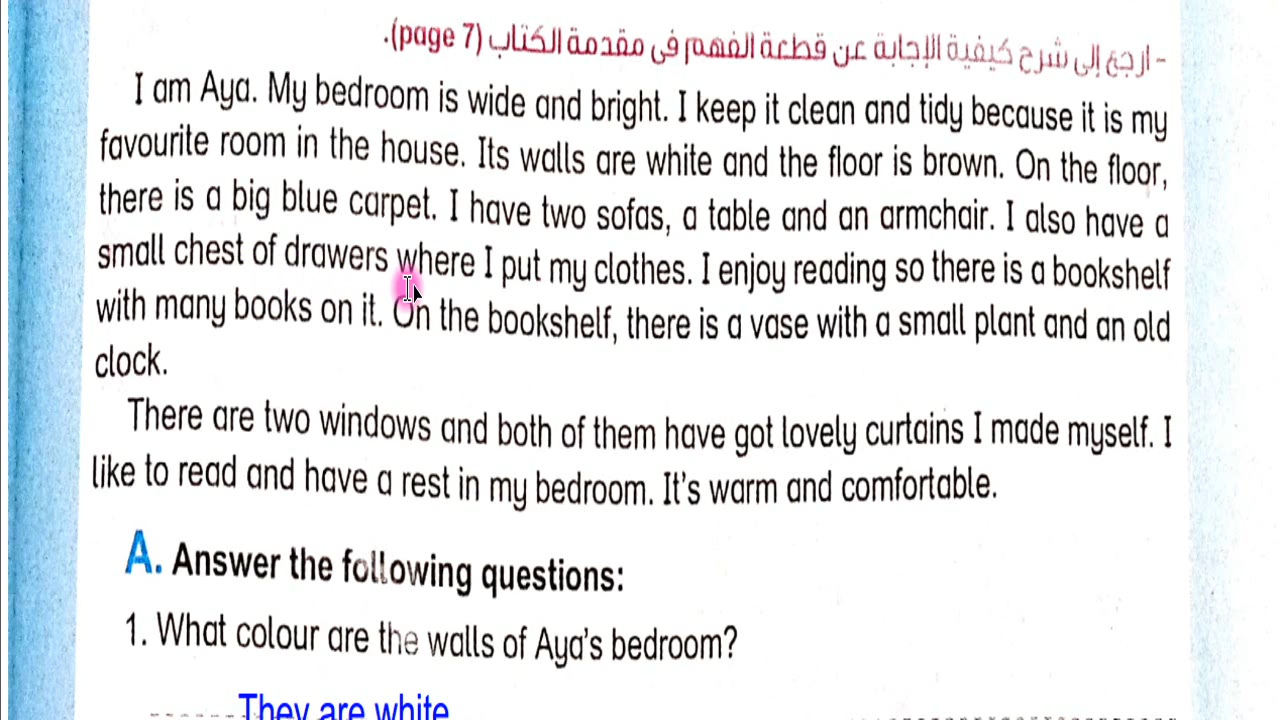 - ارجع إلى شرح كيفية الإجابة عن قطعة الفهم فى مقدمة الكتاب (page 7).
I am Aya. My bedroom is wide and bright. I keep it clean and tidy because it is my
favourite room in the house. Its walls are white and the floor is brown. On the floor,
there is a big blue carpet. I have two sofas, a table and an armchair. I also have a
small chest of drawers where I put my clothes. I enjoy reading so there is a bookshelf
with many books on it. On the bookshelf, there is a vase with a small plant and an old
clock.
There are two windows and both of them have got lovely curtains I made myself. I
like to read and have a rest in my bedroom. It's warm and comfortable.
A. Answer the following questions:
1. What colour are the walls of Aya's bedroom?
They are white